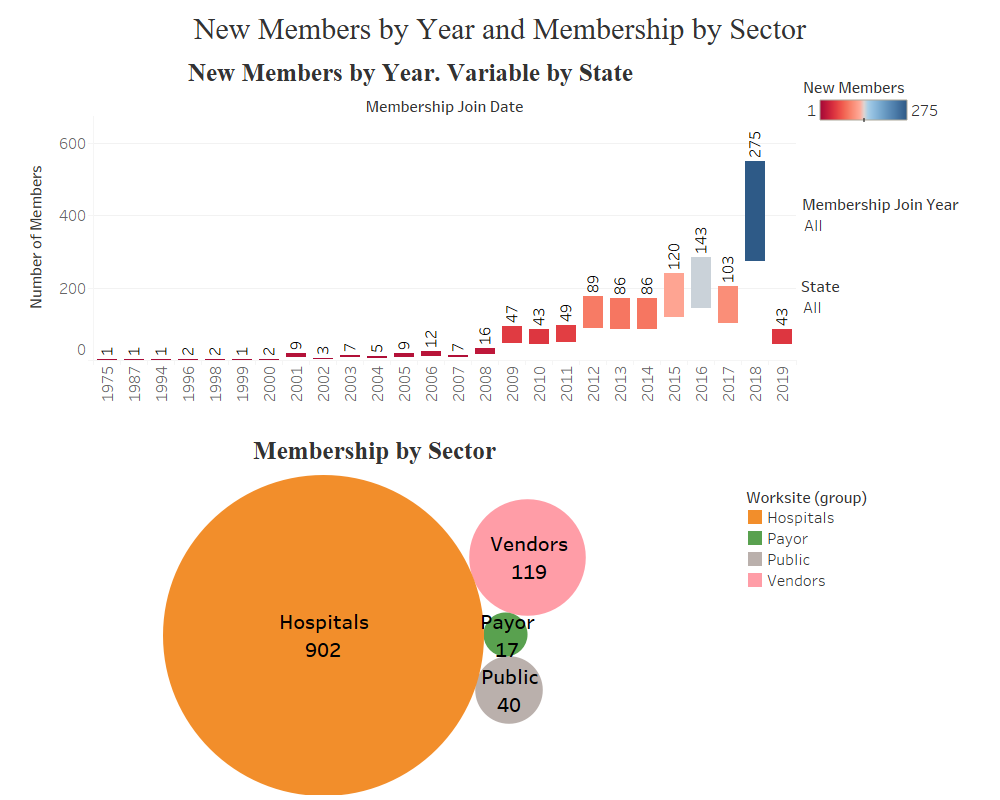 New Members by Year and Membership by Sector
New Members by Year. Variable by State
Membership Join Date
New Members
1 275
Membership Join Year
All
State
All
Number of Members
600
400
200
0
1 1 1 2 2 1 2 9 3 7 5 9 12 7 16 47 43 49 89 86 86 120 143 103 275 43
1975 1987 1994 1996 1998 1999 2000 2001 2002 2003 2004 2005 2006 2007 2008 2009 2010 2011 2012 2013 2014 2015 2016 2017 2018 2019
Membership by Sector
Hospitals
902
Vendors
119
Payor
17
Public
40
Worksite (group)
Hospitals
Payor
Public
Vendors